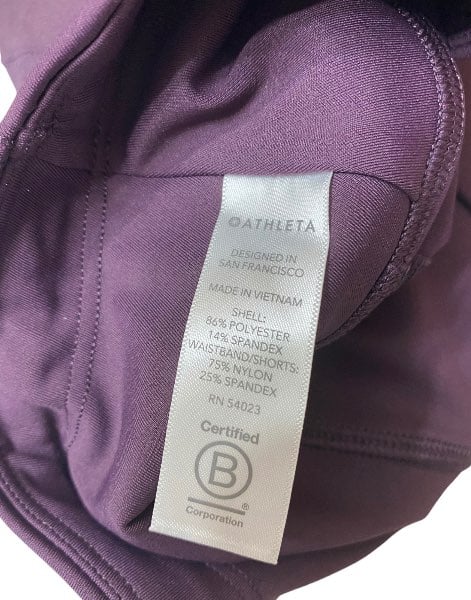 ATHLETA
DESIGNED IN
SAN FRANCISCO
MADE IN VIETNAM
SHELL:
86% POLYESTER
14% SPANDEX
WAISTBAND/SHORTS:
75% NYLON
25% SPANDEX
RN 54023
Certified
B
®
Corporation